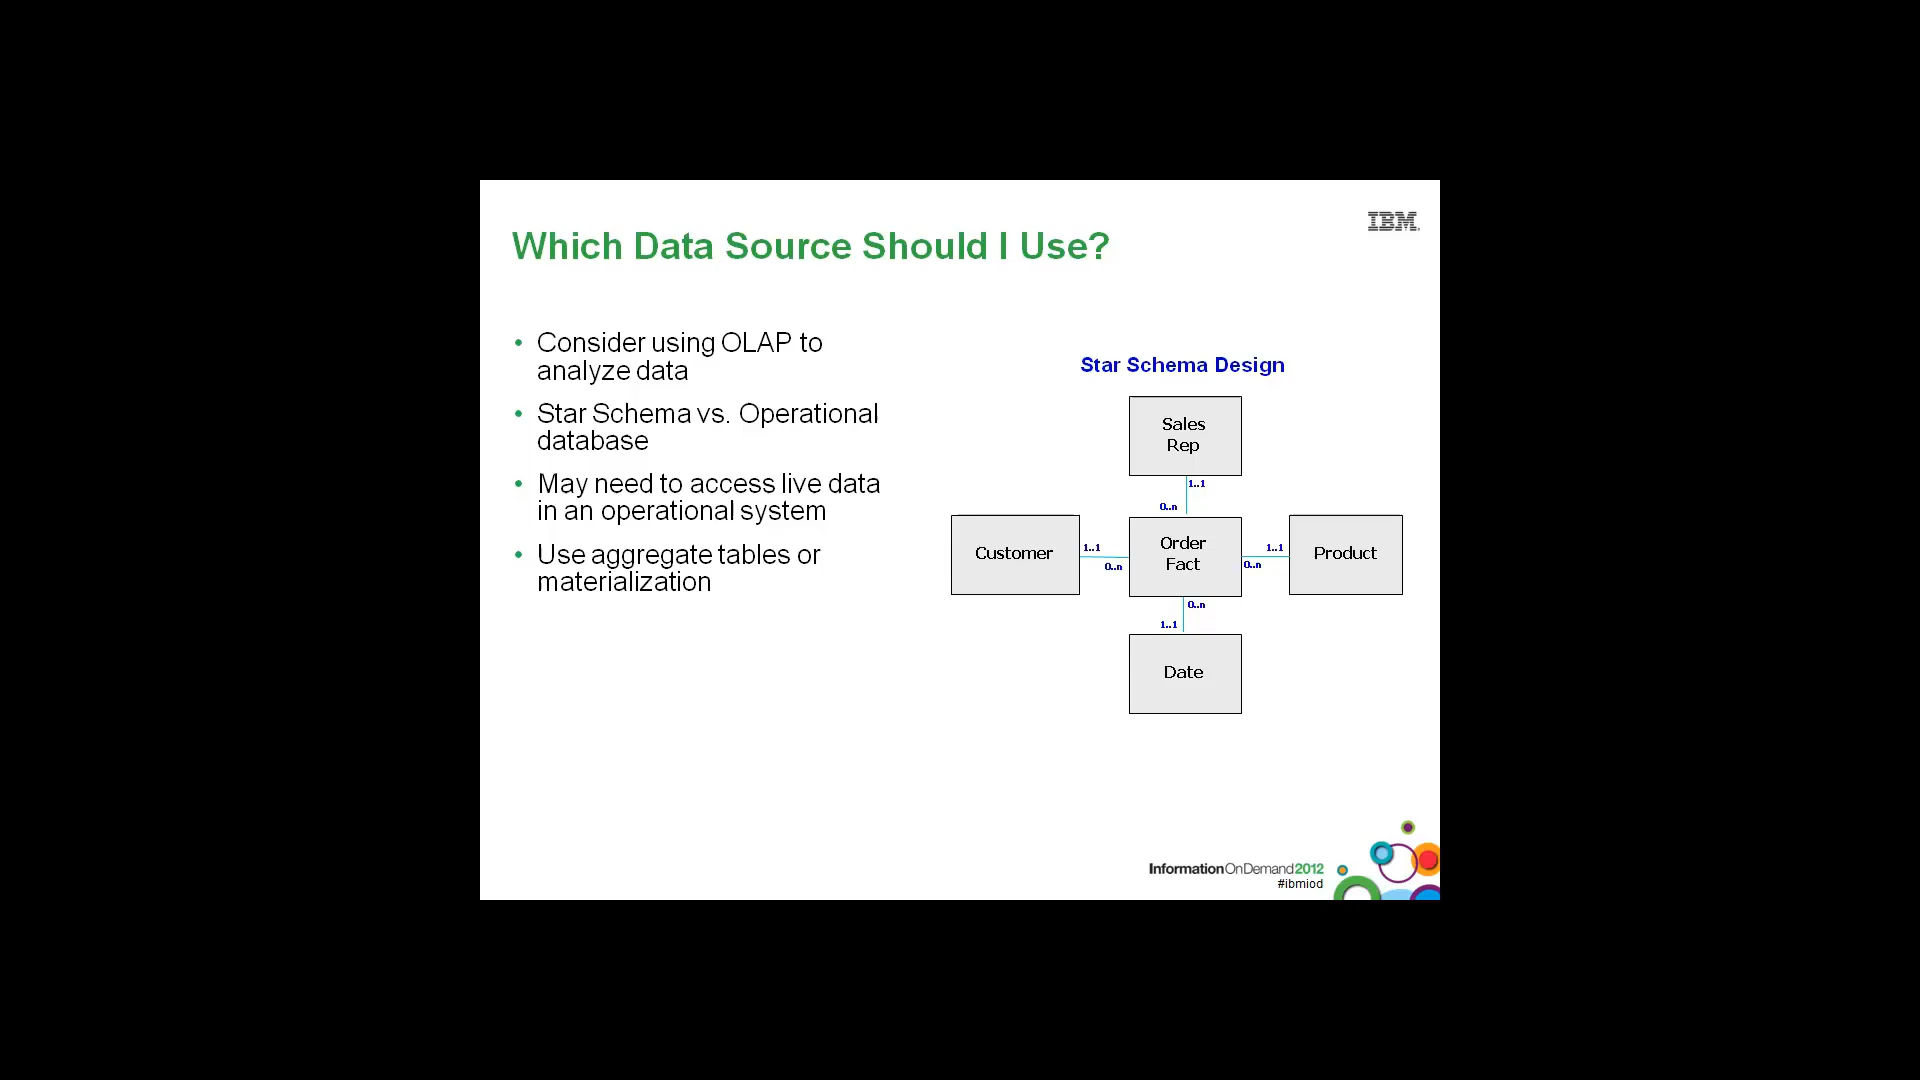 IBM
Which Data Source Should I Use?
• Consider using OLAP to
analyze data
• Star Schema vs. Operational
database
• May need to access live data
in an operational system
• Use aggregate tables or
materialization
Star Schema Design
Sales
Rep
1..1
0..n
Customer
1..1
0..n
Order
Fact
1..1
0..n
Product
0..n
1..1
Date
InformationOnDemand2012
#ibmiod